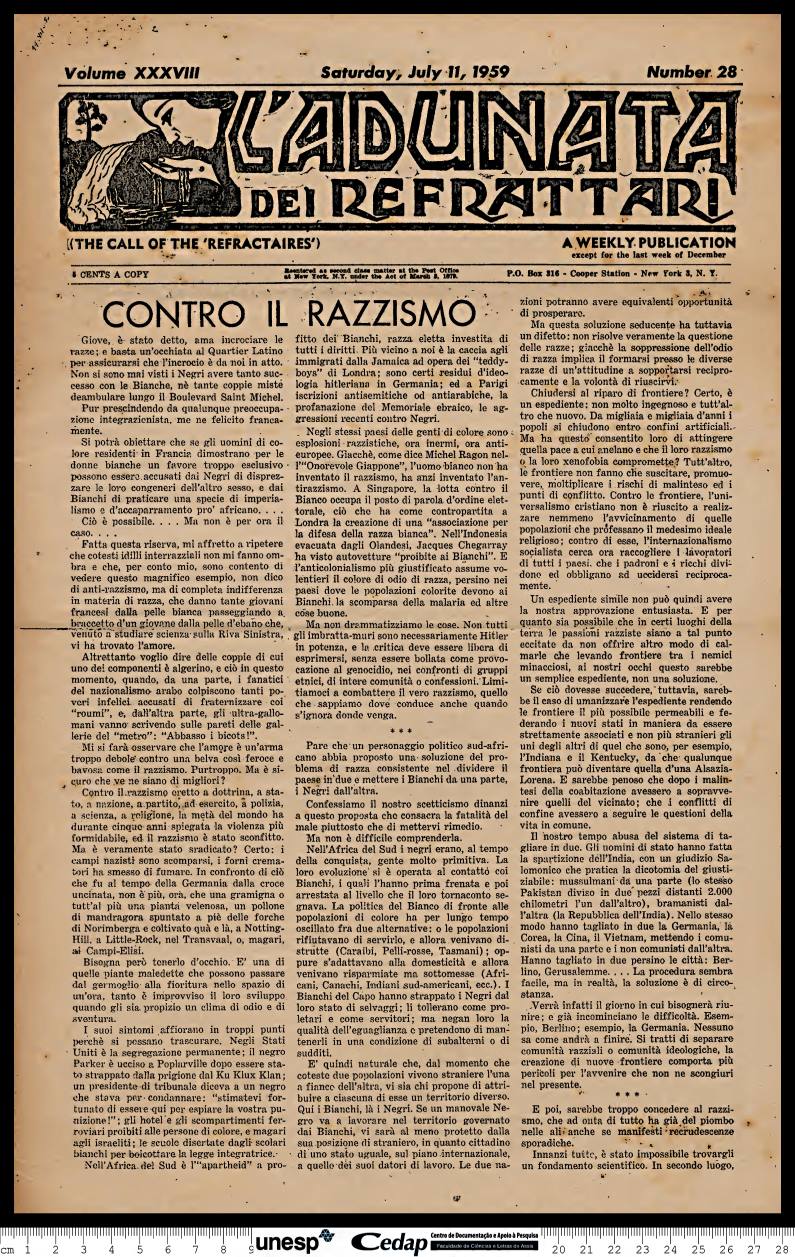 Volume XXXVIII Saturday, July 11, 1959 Number 28
L'ADUNATA
DEI REFRATTARI
(THE CALL OF THE 'REFRACTAIRES')
A WEEKLY PUBLICATION
except for the last week of December
5 CENTS A COPY
Reentered as second class matter at the Post Office
at New York, N.Y. under the Act of March 3, 1879.
P.O. Box 316 - Cooper Station - New York 3, N. Y.
CONTRO IL RAZZISMO
Giove, è stato detto, ama incrociare le
razze; e basta un'occhiata al Quartier Latino
per assicurarsi che l'incrocio è da noi in atto.
Non si sono mai visti i Negri avere tanto suc-
cesso con le Bianche, nè tante coppie miste
deambulare lungo il Boulevard Saint Michel.
Pur prescindendo da qualunque preoccupa-
zione integrazionista, me ne felicito franca-
mente.
Si potrà obiettare che se gli uomini di co-
lore residenti in Francia dimostrano per le
donne bianche un favore troppo esclusivo
possono essere accusati dai Negri di disprez-
zare le loro congeneri dell'altro sesso, e dai
Bianchi di praticare una specie di imperia-
lismo e d'accaparramento pro' africano. . . .
Ciò è possibile. . . . Ma non è per ora il
caso. . . .
Fatta questa riserva, mi affretto a ripetere
che cotesti idilli interrazziali non mi fanno om-
bra e che, per conto mio, sono contento di
vedere questo magnifico esempio, non dico
di anti-razzismo, ma di completa indifferenza
in materia di razza, che danno tante giovani
francesi dalla pelle bianca passeggiando a
braccetto d'un giovane dalla pelle d'ebano che,
venuto a studiare scienza sulla Riva Sinistra,
vi ha trovato l'amore.
Altrettanto voglio dire delle coppie di cui
uno dei componenti è algerino, e ciò in questo
momento, quando, da una parte, i fanatici
del nazionalismo arabo colpiscono tanti po-
veri infelici accusati di fraternizzare coi
"roumi", e, dall'altra parte, gli ultra-gallo-
mani vanno scrivendo sulle pareti delle gal-
lerie del "metro": "Abbasso i bicots!".
Mi si farà osservare che l'amore è un'arma
troppo debole contro una belva così feroce e
bavosa come il razzismo. Purtroppo. Ma è si-
curo che ve ne siano di migliori?
Contro il razzismo eretto a dottrina, a sta-
to, a nazione, a partito, ad esercito, a polizia,
a scienza, a religione, la metà del mondo ha
durante cinque anni spiegata la violenza più
formidabile, ed il razzismo è stato sconfitto.
Ma è veramente stato sradicato? Certo: i
campi nazisti sono scomparsi, i forni crema-
tori ha smesso di fumare. In confronto di ciò
che fu al tempo della Germania dalla croce
uncinata, non è più, ora, che una gramigna o
tutt'al più una pianta velenosa, un pollone
di mandragora spuntato a piè delle forche
di Norimberga e coltivato quà e là, a Notting-
Hill, a Little-Rock, nel Transvaal, o, magari,
ai Campi-Elisi.
Bisogna però tenerlo d'occhio. E' una di
quelle piante maledette che possono passare
dal germoglio alla fioritura nello spazio di
un'ora, tanto è improvviso il loro sviluppo
quando gli sia propizio un clima di odio e di
sventura.
I suoi sintomi affiorano in troppi punti
perchè si possano trascurare. Negli Stati
Uniti è la segregazione permanente; il negro
Parker è ucciso a Poplarville dopo essere sta-
to strappato dalla prigione dal Ku Klux Klan;
un presidente di tribunale diceva a un negro
che stava per condannare: "stimatevi for-
tunato di essere qui per espiare la vostra pu-
nizione!"; gli hotel e gli scompartimenti fer-
roviari proibiti alle persone di colore, e magari
agli israeliti; le scuole disertate dagli scolari
bianchi per boicottare la legge integratrice.
Nell'Africa del Sud è l'"apartheid" a pro-
fitto dei Bianchi, razza eletta investita di
tutti i diritti. Più vicino a noi è la caccia agli
immigrati dalla Jamaica ad opera dei "teddy-
boys" di Londra; sono certi residui d'ideo-
logia hitleriana in Germania; ed a Parigi
iscrizioni antisemitiche od antiarabiche, la
profanazione del Memoriale ebraico, le ag-
gressioni recenti contro Negri.
Negli stessi paesi delle genti di colore sono
esplosioni razzistiche, ora inermi, ora anti-
europee. Giacchè, come dice Michel Ragon nel-
l'"Onorevole Giappone", l'uomo bianco non ha
inventato il razzismo, ha anzi inventato l'an-
tirazzismo. A Singapore, la lotta contro il
Bianco occupa il posto di parola d'ordine elet-
torale, ciò che ha come contropartita a
Londra la creazione di una "associazione per
la difesa della razza bianca". Nell'Indonesia
evacuata dagli Olandesi, Jacques Chegarray
ha visto autovetture "proibite ai Bianchi". E
l'anticolonialismo più giustificato assume vo-
lentieri il colore di odio di razza, persino nei
paesi dove le popolazioni colorite devono ai
Bianchi la scomparsa della malaria ed altre
cose buone.
Ma non drammatizziamo le cose. Non tutti
gli imbratta-muri sono necessariamente Hitler
in potenza, e la critica deve essere libera di
esprimersi, senza essere bollata come provo-
cazione al genocidio, nei confronti di gruppi
etnici, di intere comunità o confessioni. Limi-
tiamoci a combattere il vero razzismo, quello
che sappiamo dove conduce anche quando
s'ignora donde venga.
* * *
Pare che un personaggio politico sud-afri-
cano abbia proposto una soluzione del pro-
blema di razza consistente nel dividere il
paese in due e mettere i Bianchi da una parte,
i Negri dall'altra.
Confessiamo il nostro scetticismo dinanzi
a questa proposta che consacra la fatalità del
male piuttosto che di mettervi rimedio.
Ma non è difficile comprenderla.
Nell'Africa del Sud i negri erano, al tempo
della conquista, gente molto primitiva. La
loro evoluzione si è operata al contatto coi
Bianchi, i quali l'hanno prima frenata e poi
arrestata al livello che il loro tornaconto se-
gnava. La politica del Bianco di fronte alle
popolazioni di colore ha per lungo tempo
oscillato fra due alternative: o le popolazioni
rifiutavano di servirlo, e allora venivano di-
strutte (Caraibi, Pelli-rosse, Tasmani); op-
pure s'adattavano alla domesticità e allora
venivano risparmiate ma sottomesse (Afri-
cani, Canachi, Indiani sud-americani, ecc.). I
Bianchi del Capo hanno strappato i Negri dal
loro stato di selvaggi; li tollerano come pro-
letari e come servitori; ma negan loro la
qualità dell'eguaglianza e pretendono di man-
tenerli in una condizione di subalterni o di
sudditi.
E' quindi naturale che, dal momento che
coteste due popolazioni vivono straniere l'una
a fianco dell'altra, vi sia chi propone di attri-
buire a ciascuna di esse un territorio diverso.
Qui i Bianchi, là i Negri. Se un manovale Ne-
gro va a lavorare nel territorio governato
dai Bianchi, vi sarà al meno protetto dalla
sua posizione di straniero, in quanto cittadino
di uno stato uguale, sul piano internazionale,
a quello dei suoi datori di lavoro. Le due na-
zioni potranno avere equivalenti opportunità
di prosperare.
Ma questa soluzione seducente ha tuttavia
un difetto: non risolve veramente la questione
delle razze; giacchè la soppressione dell'odio
di razza implica il formarsi presso le diverse
razze di un'attitudine a sopportarsi recipro-
camente e la volontà di riuscirvi.
Chiudersi al riparo di frontiere? Certo, è
un espediente; non molto ingegnoso e tutt'al-
tro che nuovo. Da migliaia e migliaia d'anni i
popoli si chiudono entro confini artificiali.
Ma ha questo consentito loro di attingere
quella pace a cui anelano e che il loro razzismo
o la loro xenofobia compromette? Tutt'altro,
le frontiere non fanno che suscitare, promuo-
vere, moltiplicare i rischi di malinteso ed i
punti di conflitto. Contro le frontiere, l'uni-
versalismo cristiano non è riuscito a realiz-
zare nemmeno l'avvicinamento di quelle
popolazioni che professano il medesimo ideale
religioso; contro di esse, l'internazionalismo
socialista cerca ora raccogliere i lavoratori
di tutti i paesi che i padroni e i ricchi divi-
dono ed obbligano ad uccidersi reciproca-
mente.
Un espediente simile non può quindi avere
la nostra approvazione entusiasta. E per
quanto sia possibile che in certi luoghi della
terra le passioni razziste siano a tal punto
eccitate da non offrire altro modo di cal-
marle che levando frontiere tra i nemici
minacciosi, ai nostri occhi questo sarebbe
un semplice espediente, non una soluzione.
Se ciò dovesse succedere, tuttavia, sareb-
be il caso di umanizzare l'espediente rendendo
le frontiere il più possibile permeabili e fe-
derando i nuovi stati in maniera da essere
strettamente associati e non più stranieri gli
uni degli altri di quel che sono, per esempio,
l'Indiana e il Kentucky, da che qualunque
frontiera può diventare quella d'una Alsazia-
Lorena. E sarebbe penoso che dopo i malin-
tesi della coabitazione avessero a sopravve-
nire quelli del vicinato; che i conflitti di
confine avessero a seguire le questioni della
vita in comune.
Il nostro tempo abusa del sistema di ta-
gliare in due. Gli uomini di stato hanno fatta
la spartizione dell'India, con un giudizio Sa-
lomonico che pratica la dicotomia del giusti-
ziabile: mussulmani da una parte (lo stesso
Pakistan diviso in due pezzi distanti 2.000
chilometri l'un dall'altro), bramanisti dal-
l'altra (la Repubblica dell'India). Nello stesso
modo hanno tagliato in due la Germania, la
Corea, la Cina, il Vietnam, mettendo i comu-
nisti da una parte e i non comunisti dall'altra.
Hanno tagliato in due persino le città: Ber-
lino, Gerusalemme. . . . La procedura sembra
facile, ma in realtà, la soluzione è di circo-
stanza.
Verrà infatti il giorno in cui bisognerà riu-
nire; e già incominciano le difficoltà. Esem-
pio, Berlino; esempio, la Germania. Nessuno
sa come andrà a finire. Si tratti di separare
comunità razziali o comunità ideologiche, la
creazione di nuove frontiere comporta più
pericoli per l'avvenire che non ne scongiuri
nel presente.
* * *
E poi, sarebbe troppo concedere al razzi-
smo, che ad onta di tutto ha già del piombo
nelle ali anche se manifesti recrudescenze
sporadiche.
Innanzi tutto, è stato impossibile trovargli
un fondamento scientifico. In secondo luogo,
cm 1 2 3 4 5 6 7 8 9 unesp Cedap Centro de Documentação e Apoio à Pesquisa
Faculdade de Ciências e Letras de Assis 20 21 22 23 24 25 26 27 28